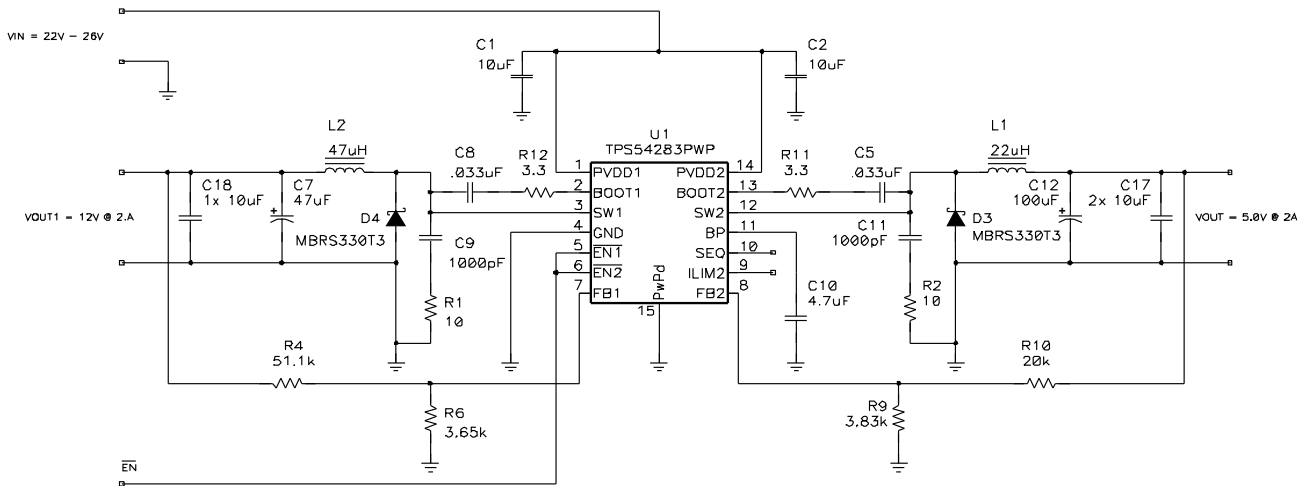 VIN = 22V - 26V
C1
10uF
C2
10uF
L2
47uH
C8
.033uF
R12
3.3
U1
TPS54283PWP
R11
3.3
C5
.033uF
L1
22uH
C18
1x 10uF
C7
47uF
VOUT1 = 12V @ 2.A
D4
MBRS330T3
C9
1000pF
R1
10
1 PVDD1 PVDD2 14
2 BOOT1 BOOT2 13
3 SW1 SW2 12
4 GND BP 11
5 EN1 SEQ 10
6 EN2 ILIM2 9
7 FB1 FB2 8
PwPd
15
C11
1000pF
D3
MBRS330T3
C12
100uF
C17
2x 10uF
VOUT = 5.0V @ 2A
C10
4.7uF
R2
10
R4
51.1k
R10
20k
R6
3.65k
R9
3.83k
EN